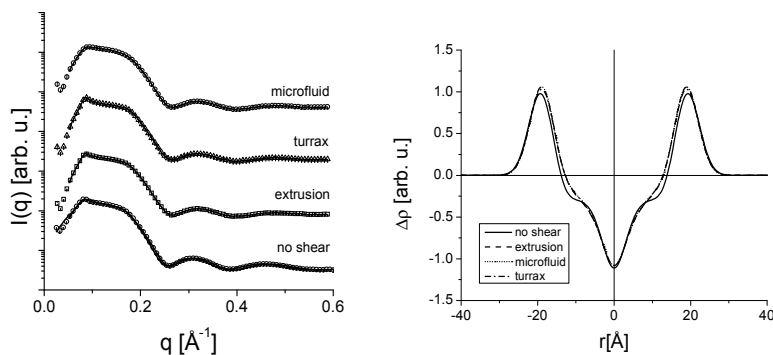 I(q) [arb. u.]
microfluid
turrax
extrusion
no shear
0.0 0.2 0.4 0.6
q [Å⁻¹]
Δρ [arb. u.]
1.5
1.0
0.5
0.0
-0.5
-1.0
-1.5
no shear
extrusion
microfluid
turrax
-40 -20 0 20 40
r[Å]